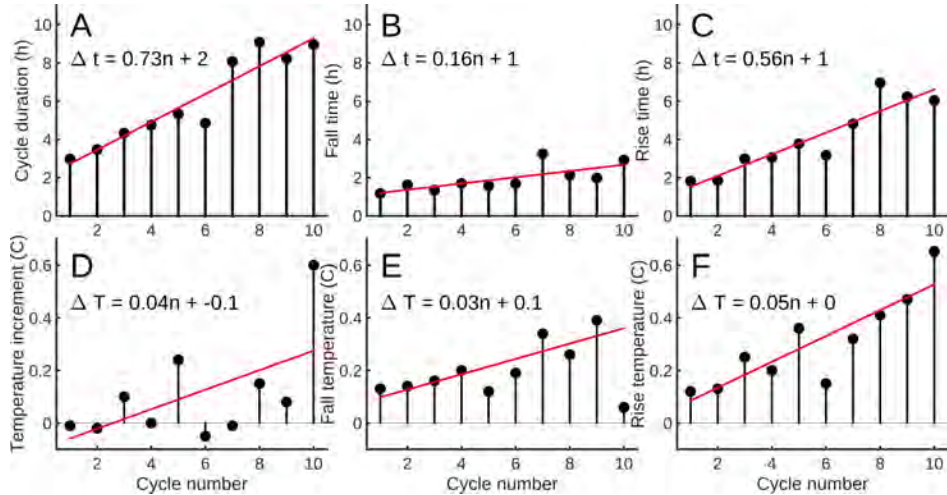 A
Δ t = 0.73n + 2
Cycle duration (h)
10
8
6
4
2
0
2 4 6 8 10
B
Δ t = 0.16n + 1
Fall time (h)
10
8
6
4
2
0
2 4 6 8 10
C
Δ t = 0.56n + 1
Rise time (h)
10
8
6
4
2
0
2 4 6 8 10
D
Δ T = 0.04n + -0.1
Temperature increment (C)
0.6
0.4
0.2
0
2 4 6 8 10
Cycle number
E
Δ T = 0.03n + 0.1
Fall temperature (C)
0.6
0.4
0.2
0
2 4 6 8 10
Cycle number
F
Δ T = 0.05n + 0
Rise temperature (C)
0.6
0.4
0.2
0
2 4 6 8 10
Cycle number